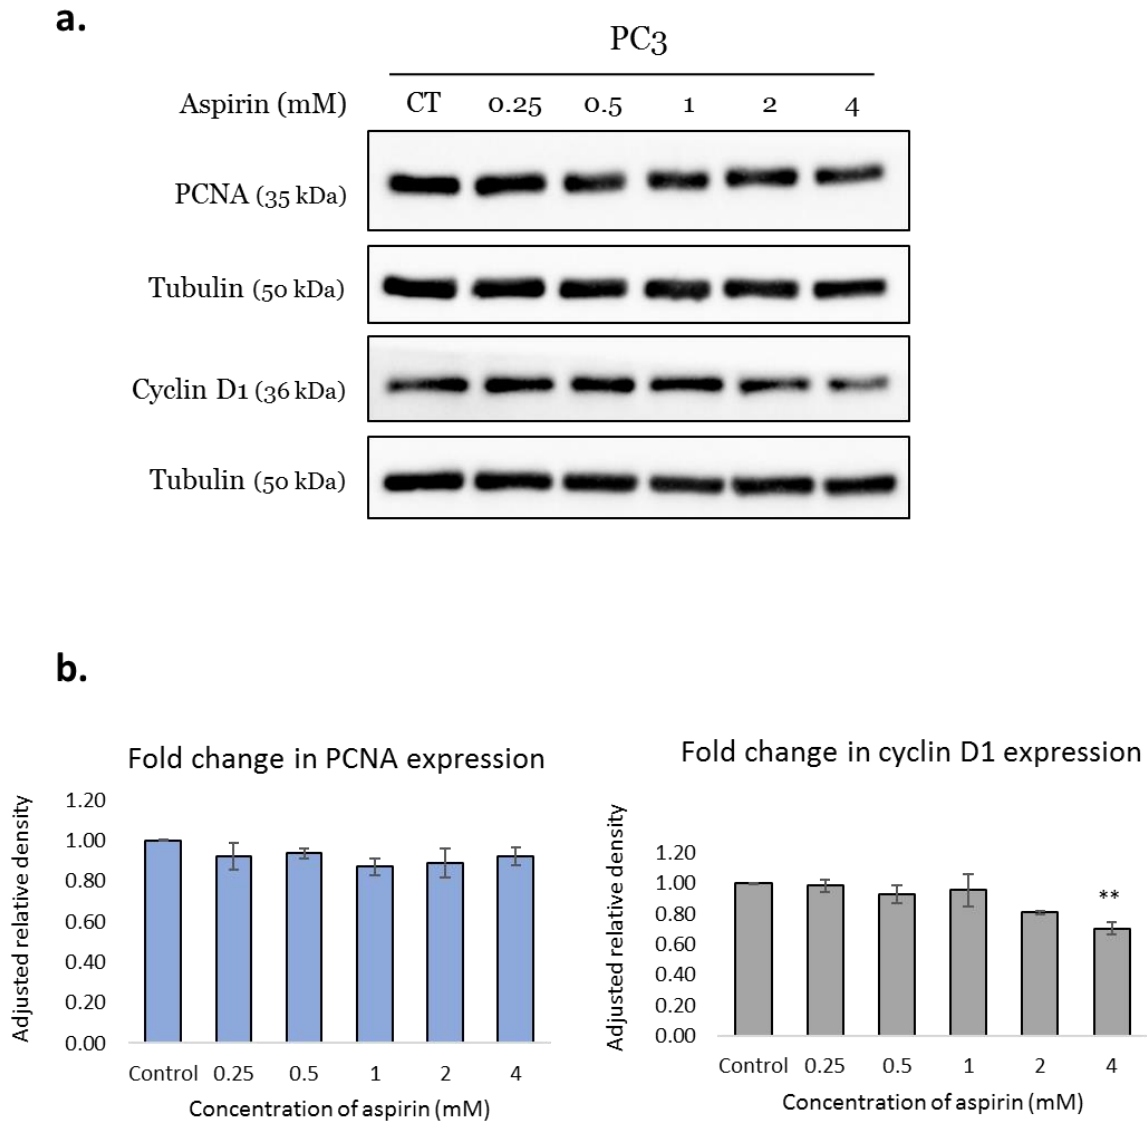 a.
PC3
Aspirin (mM) CT 0.25 0.5 1 2 4
PCNA (35 kDa)
Tubulin (50 kDa)
Cyclin D1 (36 kDa)
Tubulin (50 kDa)
b.
Fold change in PCNA expression
Adjusted relative density
1.20
1.00
0.80
0.60
0.40
0.20
0.00
Control 0.25 0.5 1 2 4
Concentration of aspirin (mM)
Fold change in cyclin D1 expression
Adjusted relative density
1.20
1.00
0.80
0.60
0.40
0.20
0.00
**
Control 0.25 0.5 1 2 4
Concentration of aspirin (mM)